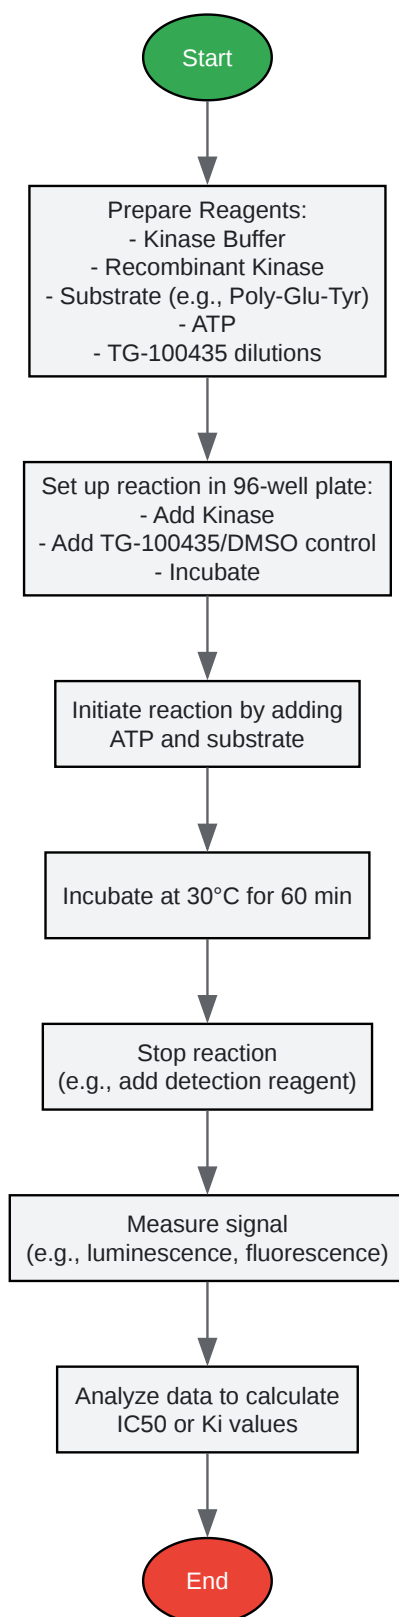 Start
Prepare Reagents:
- Kinase Buffer
- Recombinant Kinase
- Substrate (e.g., Poly-Glu-Tyr)
- ATP
- TG-100435 dilutions
Set up reaction in 96-well plate:
- Add Kinase
- Add TG-100435/DMSO control
- Incubate
Initiate reaction by adding
ATP and substrate
Incubate at 30°C for 60 min
Stop reaction
(e.g., add detection reagent)
Measure signal
(e.g., luminescence, fluorescence)
Analyze data to calculate
IC50 or Ki values
End